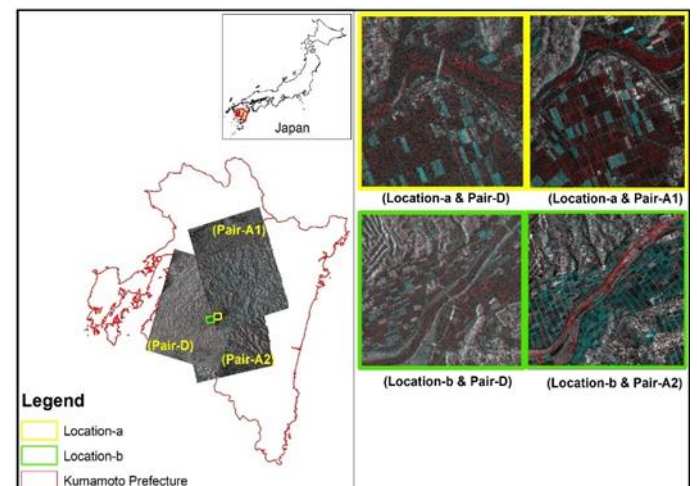 Japan
(Pair-A1)
(Pair-D)
(Pair-A2)
Legend
Location-a
Location-b
Kumamoto Prefecture
(Location-a & Pair-D)
(Location-a & Pair-A1)
(Location-b & Pair-D)
(Location-b & Pair-A2)